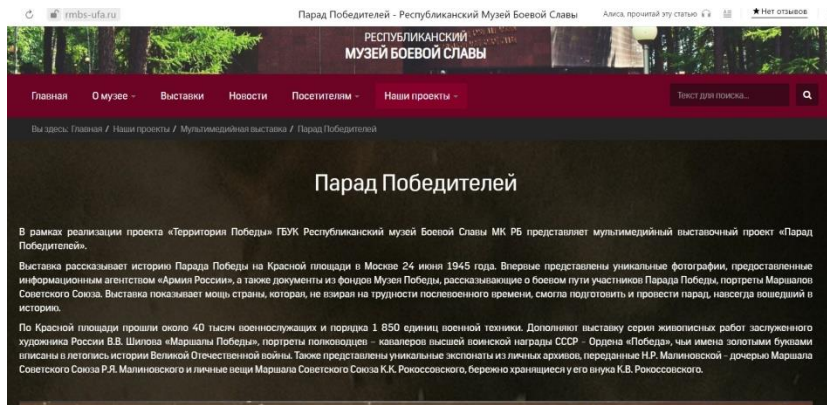 rmbs-ufa.ru
Парад Победителей - Республиканский Музей Боевой Славы
Алиса, прочитай эту статью
Нет отзывов
РЕСПУБЛИКАНСКИЙ
МУЗЕЙ БОЕВОЙ СЛАВЫ
Главная О музее Выставки Новости Посетителям Наши проекты Текст для поиска...
Вы здесь: Главная / Наши проекты / Мультимедийная выставка / Парад Победителей
Парад Победителей
В рамках реализации проекта «Территория Победы» ГБУК Республиканский музей Боевой Славы МК РБ представляет мультимедийный выставочный проект «Парад
Победителей».
Выставка рассказывает историю Парада Победы на Красной площади в Москве 24 июня 1945 года. Впервые представлены уникальные фотографии, предоставленные
информационным агентством «Армия России», а также документы из фондов Музея Победы, рассказывающие о боевом пути участников Парада Победы, портреты Маршалов
Советского Союза. Выставка показывает мощь страны, которая, не взирая на трудности послевоенного времени, смогла подготовить и провести парад, навсегда вошедший в
историю.
По Красной площади прошли около 40 тысяч военнослужащих и порядка 1 850 единиц военной техники. Дополняют выставку серия живописных работ заслуженного
художника России В.В. Шилова «Маршалы Победы», портреты полководцев – кавалеров высшей воинской награды СССР – Ордена «Победа», чьи имена золотыми буквами
вписаны в летопись истории Великой Отечественной войны. Также представлены уникальные экспонаты из личных архивов, переданные Н.Р. Малиновской – дочерью Маршала
Советского Союза Р.Я. Малиновского и личные вещи Маршала Советского Союза К.К. Рокоссовского, бережно хранящиеся у его внука К.В. Рокоссовского.